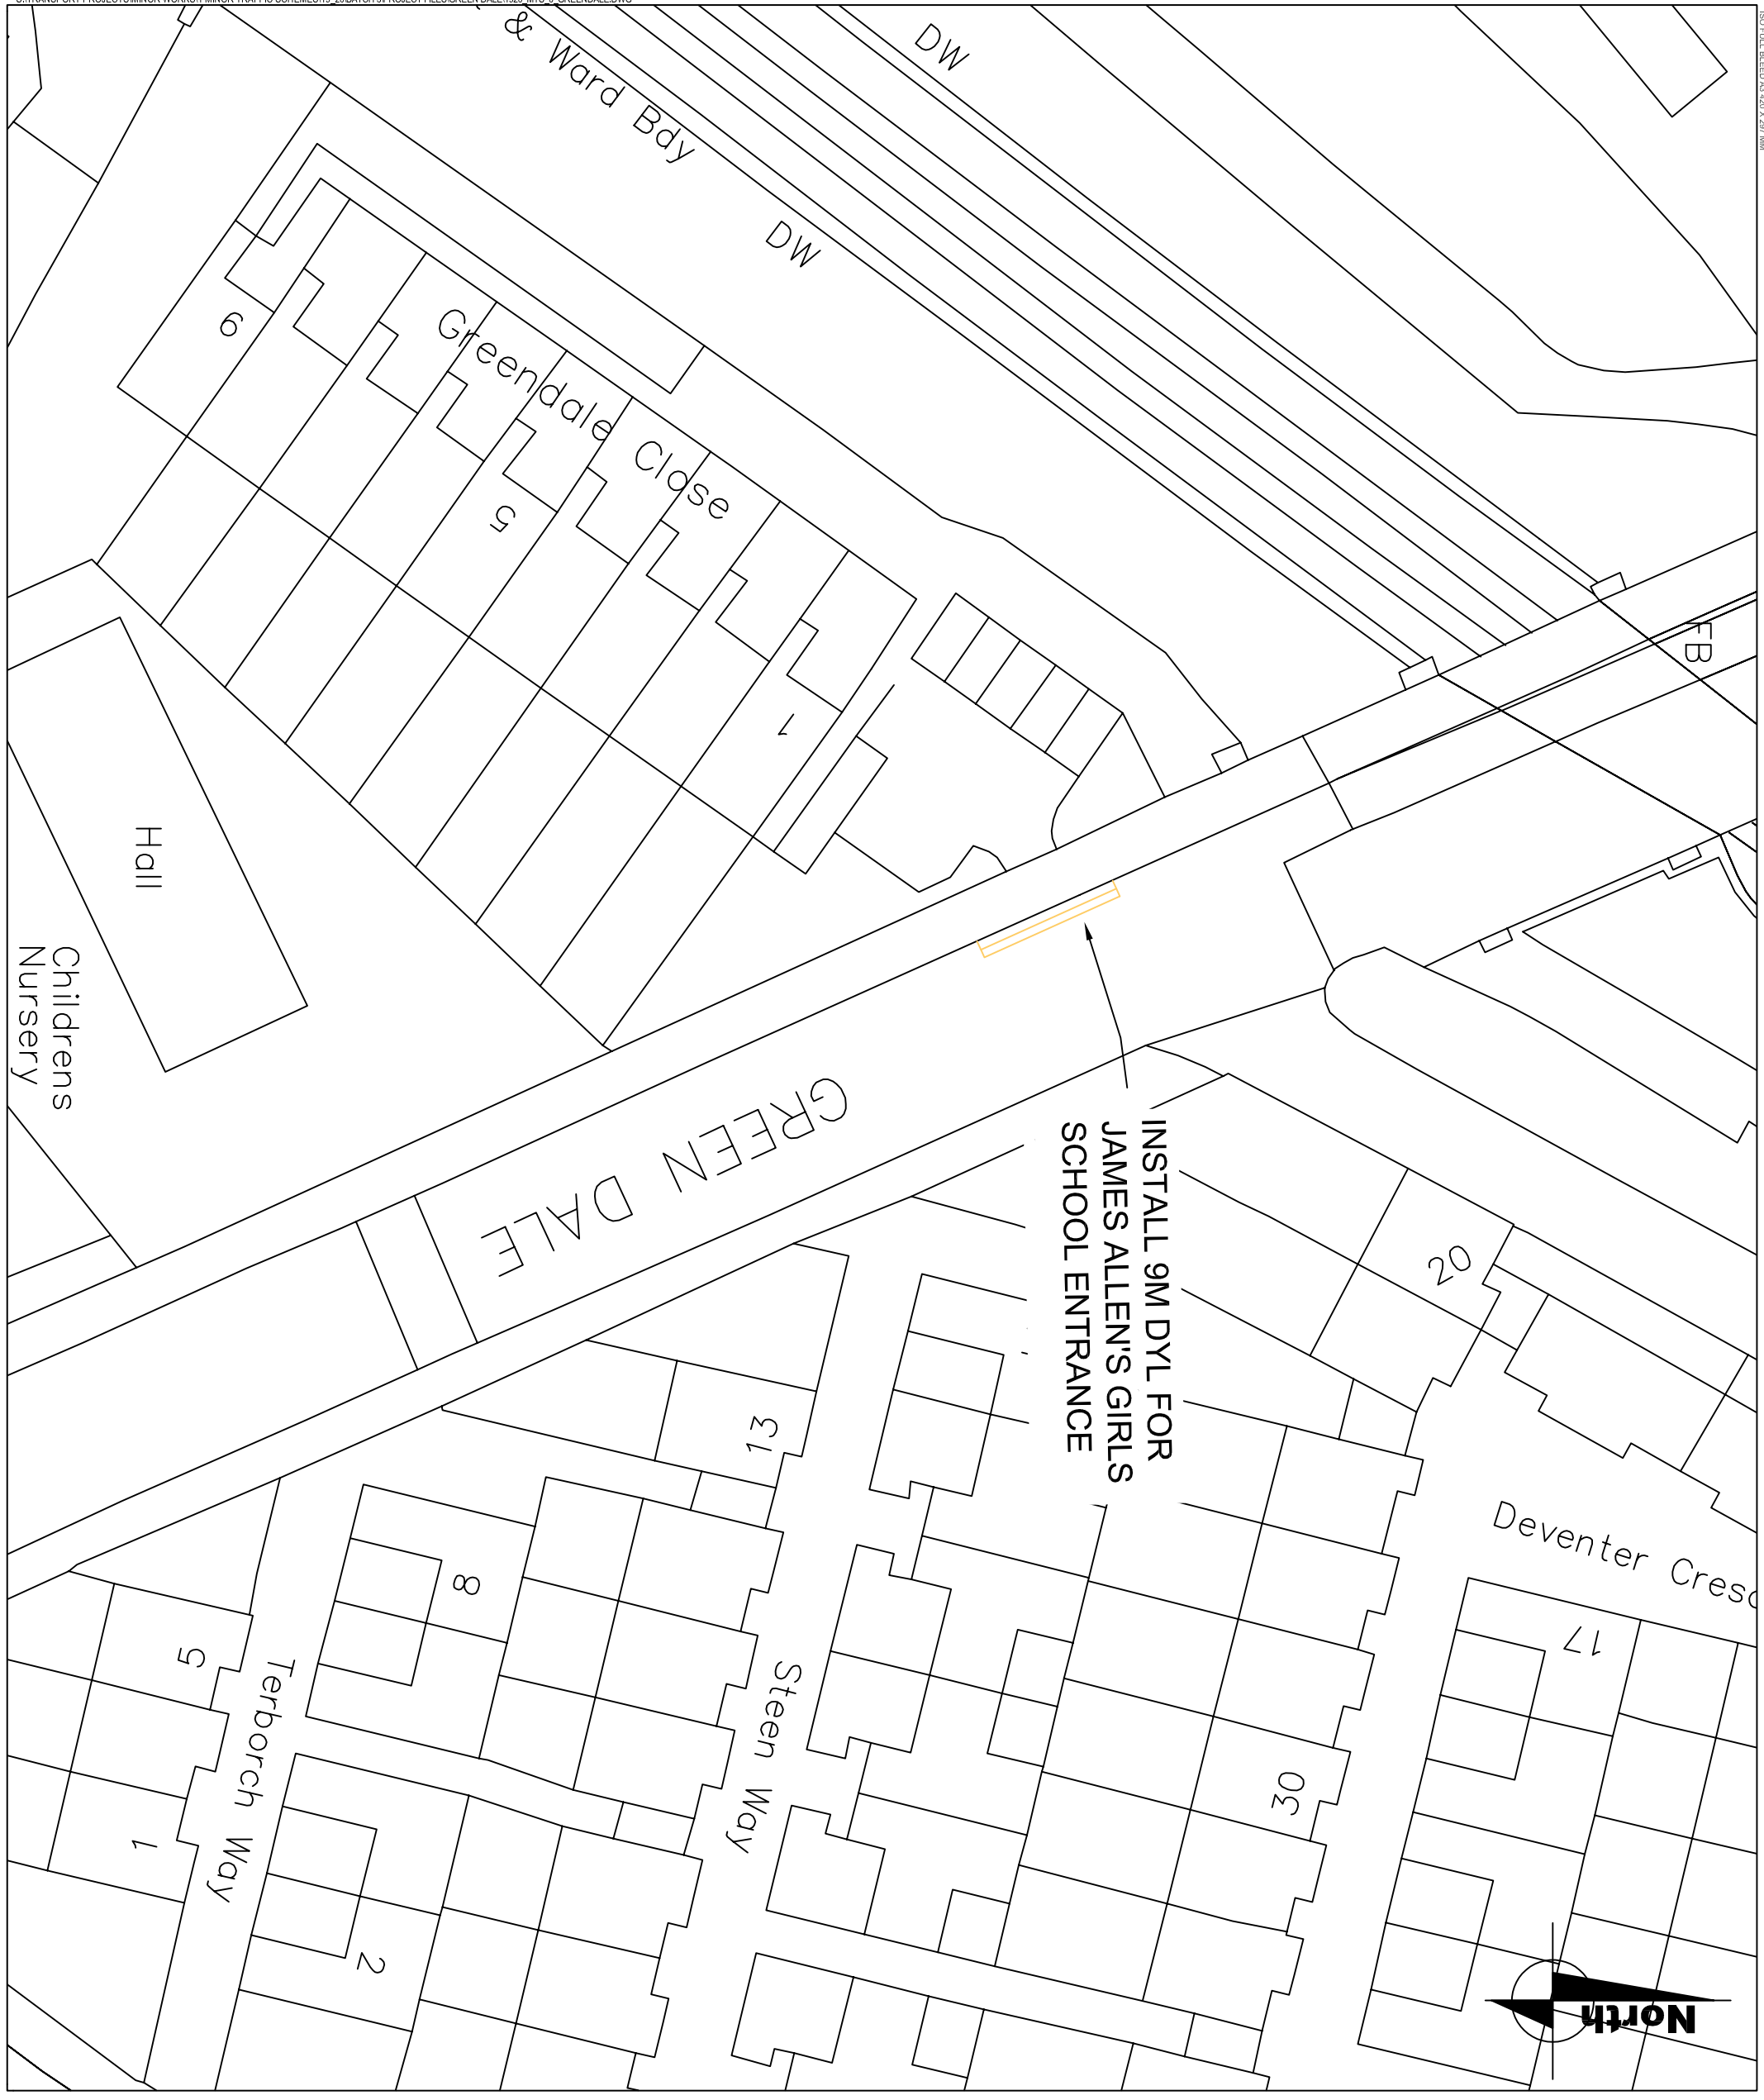 & Ward Bdy
DW
DW
Greendale Close
9
5
1
FB
Hall
Childrens
Nursery
GREEN DALE
INSTALL 9M DYL FOR
JAMES ALLEN'S GIRLS
SCHOOL ENTRANCE
20
13
8
5
1
2
Terborch Way
Steen Way
30
17
Deventer Cresc
North